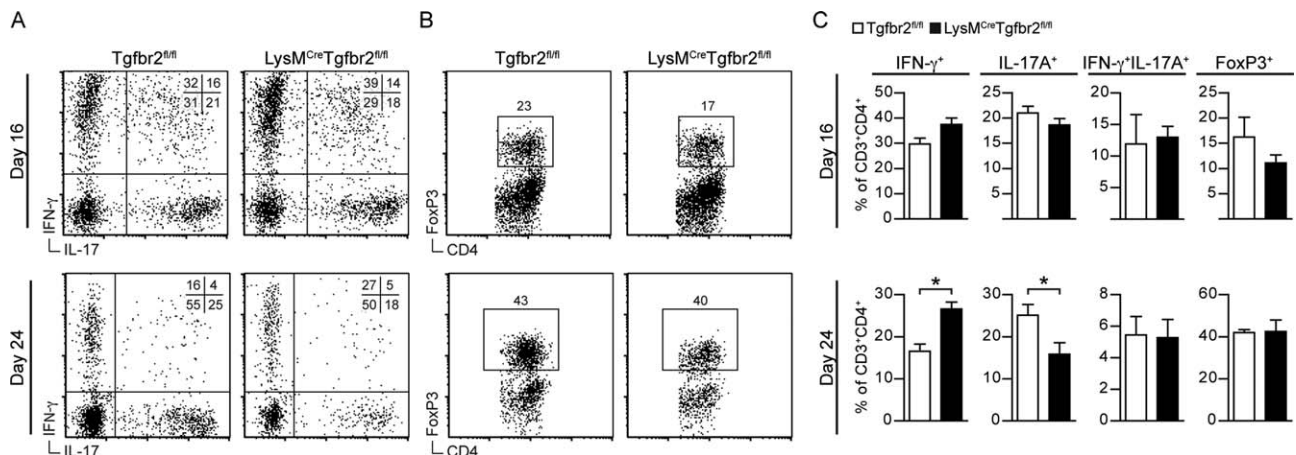 A
B
C
Tgfbr2fl/fl
LysMCreTgfbr2fl/fl
Tgfbr2fl/fl
LysMCreTgfbr2fl/fl
Tgfbr2fl/fl LysMCreTgfbr2fl/fl
IFN-γ+
IL-17A+
IFN-γ+IL-17A+
FoxP3+
Day 16
32 16
31 21
39 14
29 18
IFN-γ
IL-17
23
17
FoxP3
CD4
Day 16
% of CD3+CD4+
50
40
30
20
10
0
25
20
15
10
5
20
15
10
5
25
20
15
10
5
0
Day 24
16 4
55 25
27 5
50 18
IFN-γ
IL-17
43
40
FoxP3
CD4
Day 24
% of CD3+CD4+
30
20
10
0
*
30
20
10
0
*
8
6
4
2
0
60
40
20
0